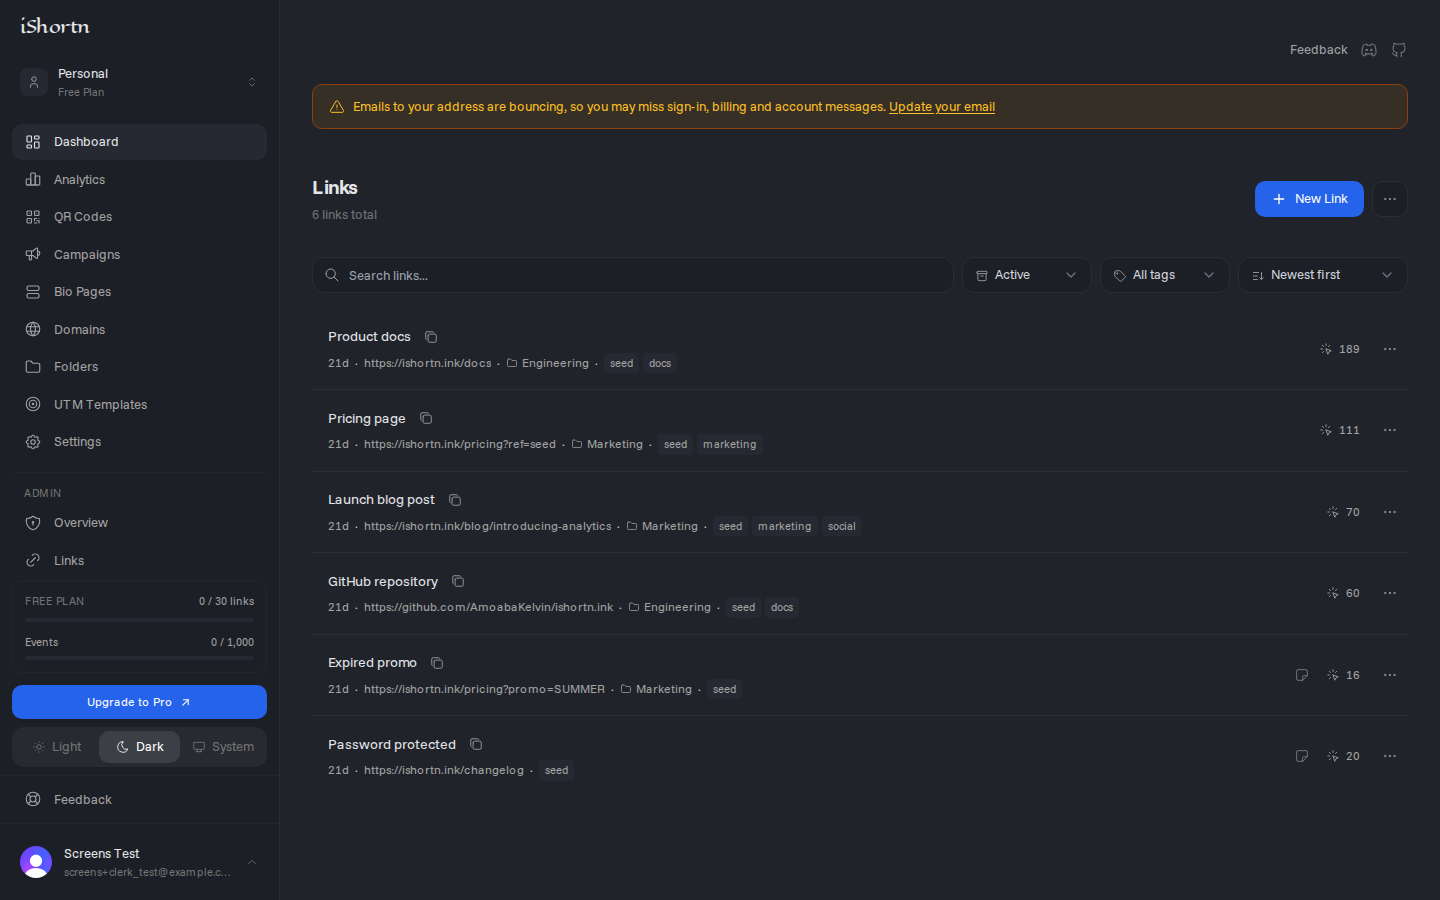 iShortn
Personal
Free Plan
Dashboard
Analytics
QR Codes
Campaigns
Bio Pages
Domains
Folders
UTM Templates
Settings
ADMIN
Overview
Links
FREE PLAN 0 / 30 links
Events 0 / 1,000
Upgrade to Pro
Light Dark System
Feedback
Screens Test
screens+clerk_test@example.c...
Feedback
Emails to your address are bouncing, so you may miss sign-in, billing and account messages. Update your email
Links
6 links total
New Link
Search links...
Active
All tags
Newest first
Product docs
21d · https://ishortn.ink/docs · Engineering · seed docs
189
Pricing page
21d · https://ishortn.ink/pricing?ref=seed · Marketing · seed marketing
111
Launch blog post
21d · https://ishortn.ink/blog/introducing-analytics · Marketing · seed marketing social
70
GitHub repository
21d · https://github.com/AmoabaKelvin/ishortn.ink · Engineering · seed docs
60
Expired promo
21d · https://ishortn.ink/pricing?promo=SUMMER · Marketing · seed
16
Password protected
21d · https://ishortn.ink/changelog · seed
20